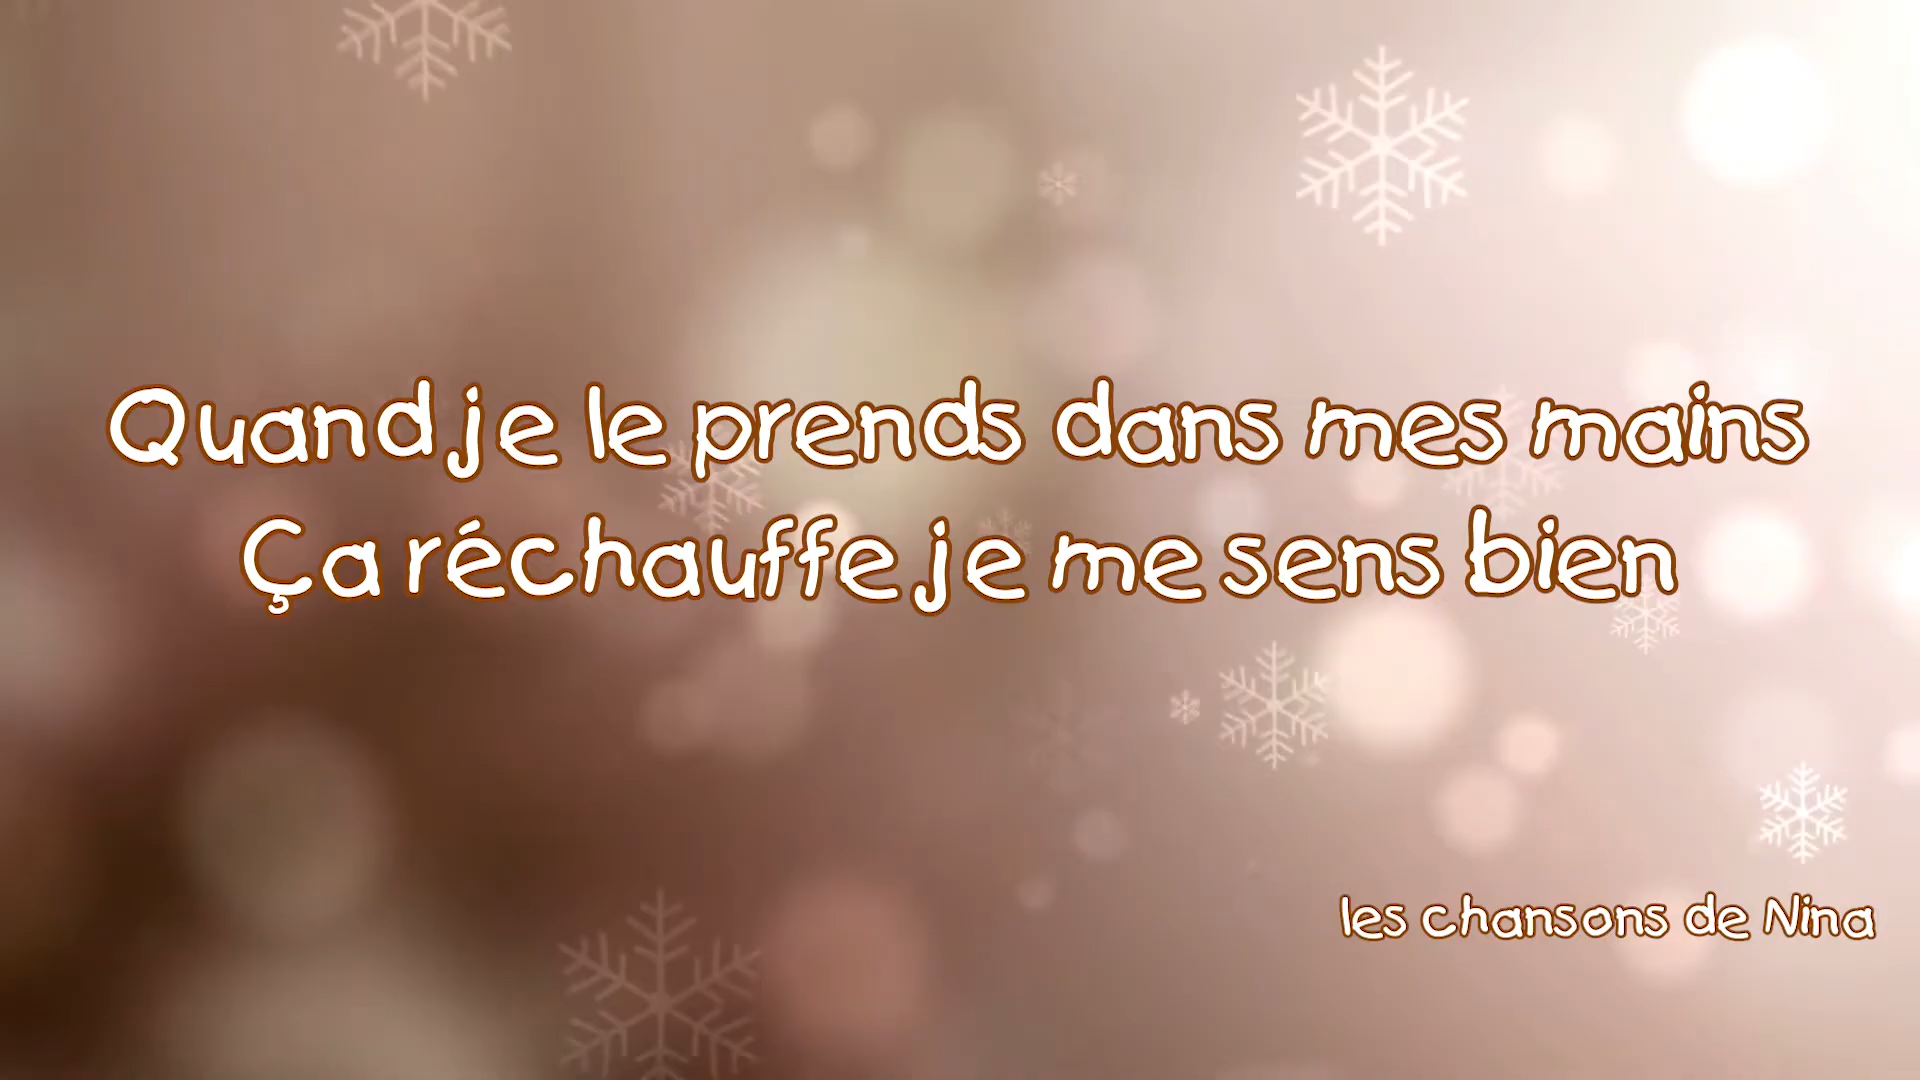 Quand je le prends dans mes mains
Ça réchauffe je me sens bien
les chansons de Nina